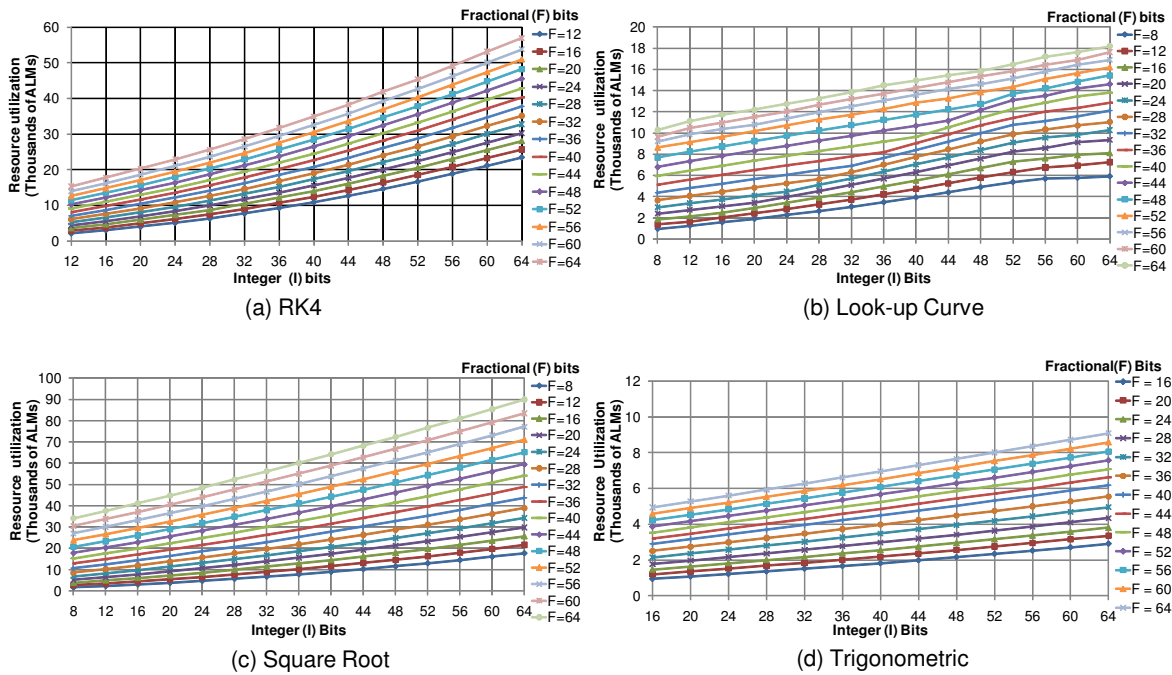 Fractional (F) bits
60
50
40
30
20
10
0
Resource utilization
(Thousands of ALMs)
12 16 20 24 28 32 36 40 44 48 52 56 60 64
Integer (I) bits
F=12
F=16
F=20
F=24
F=28
F=32
F=36
F=40
F=44
F=48
F=52
F=56
F=60
F=64
(a) RK4
Fractional (F) bits
20
18
16
14
12
10
8
6
4
2
0
Resource utilization
(Thousands of ALMs)
8 12 16 20 24 28 32 36 40 44 48 52 56 60 64
Integer (I) Bits
F=8
F=12
F=16
F=20
F=24
F=28
F=32
F=36
F=40
F=44
F=48
F=52
F=56
F=60
F=64
(b) Look-up Curve
Fractional (F) bits
100
90
80
70
60
50
40
30
20
10
0
Resource utilization
(Thousands of ALMs)
8 12 16 20 24 28 32 36 40 44 48 52 56 60 64
Integer (I) Bits
F=8
F=12
F=16
F=20
F=24
F=28
F=32
F=36
F=40
F=44
F=48
F=52
F=56
F=60
F=64
(c) Square Root
Fractional(F) Bits
12
10
8
6
4
2
0
Resource Utilization
(Thousands of ALMs)
16 20 24 28 32 36 40 44 48 52 56 60 64
Integer (I) Bits
F = 16
F = 20
F = 24
F = 28
F = 32
F = 36
F = 40
F = 44
F = 48
F = 52
F = 56
F = 60
F = 64
(d) Trigonometric